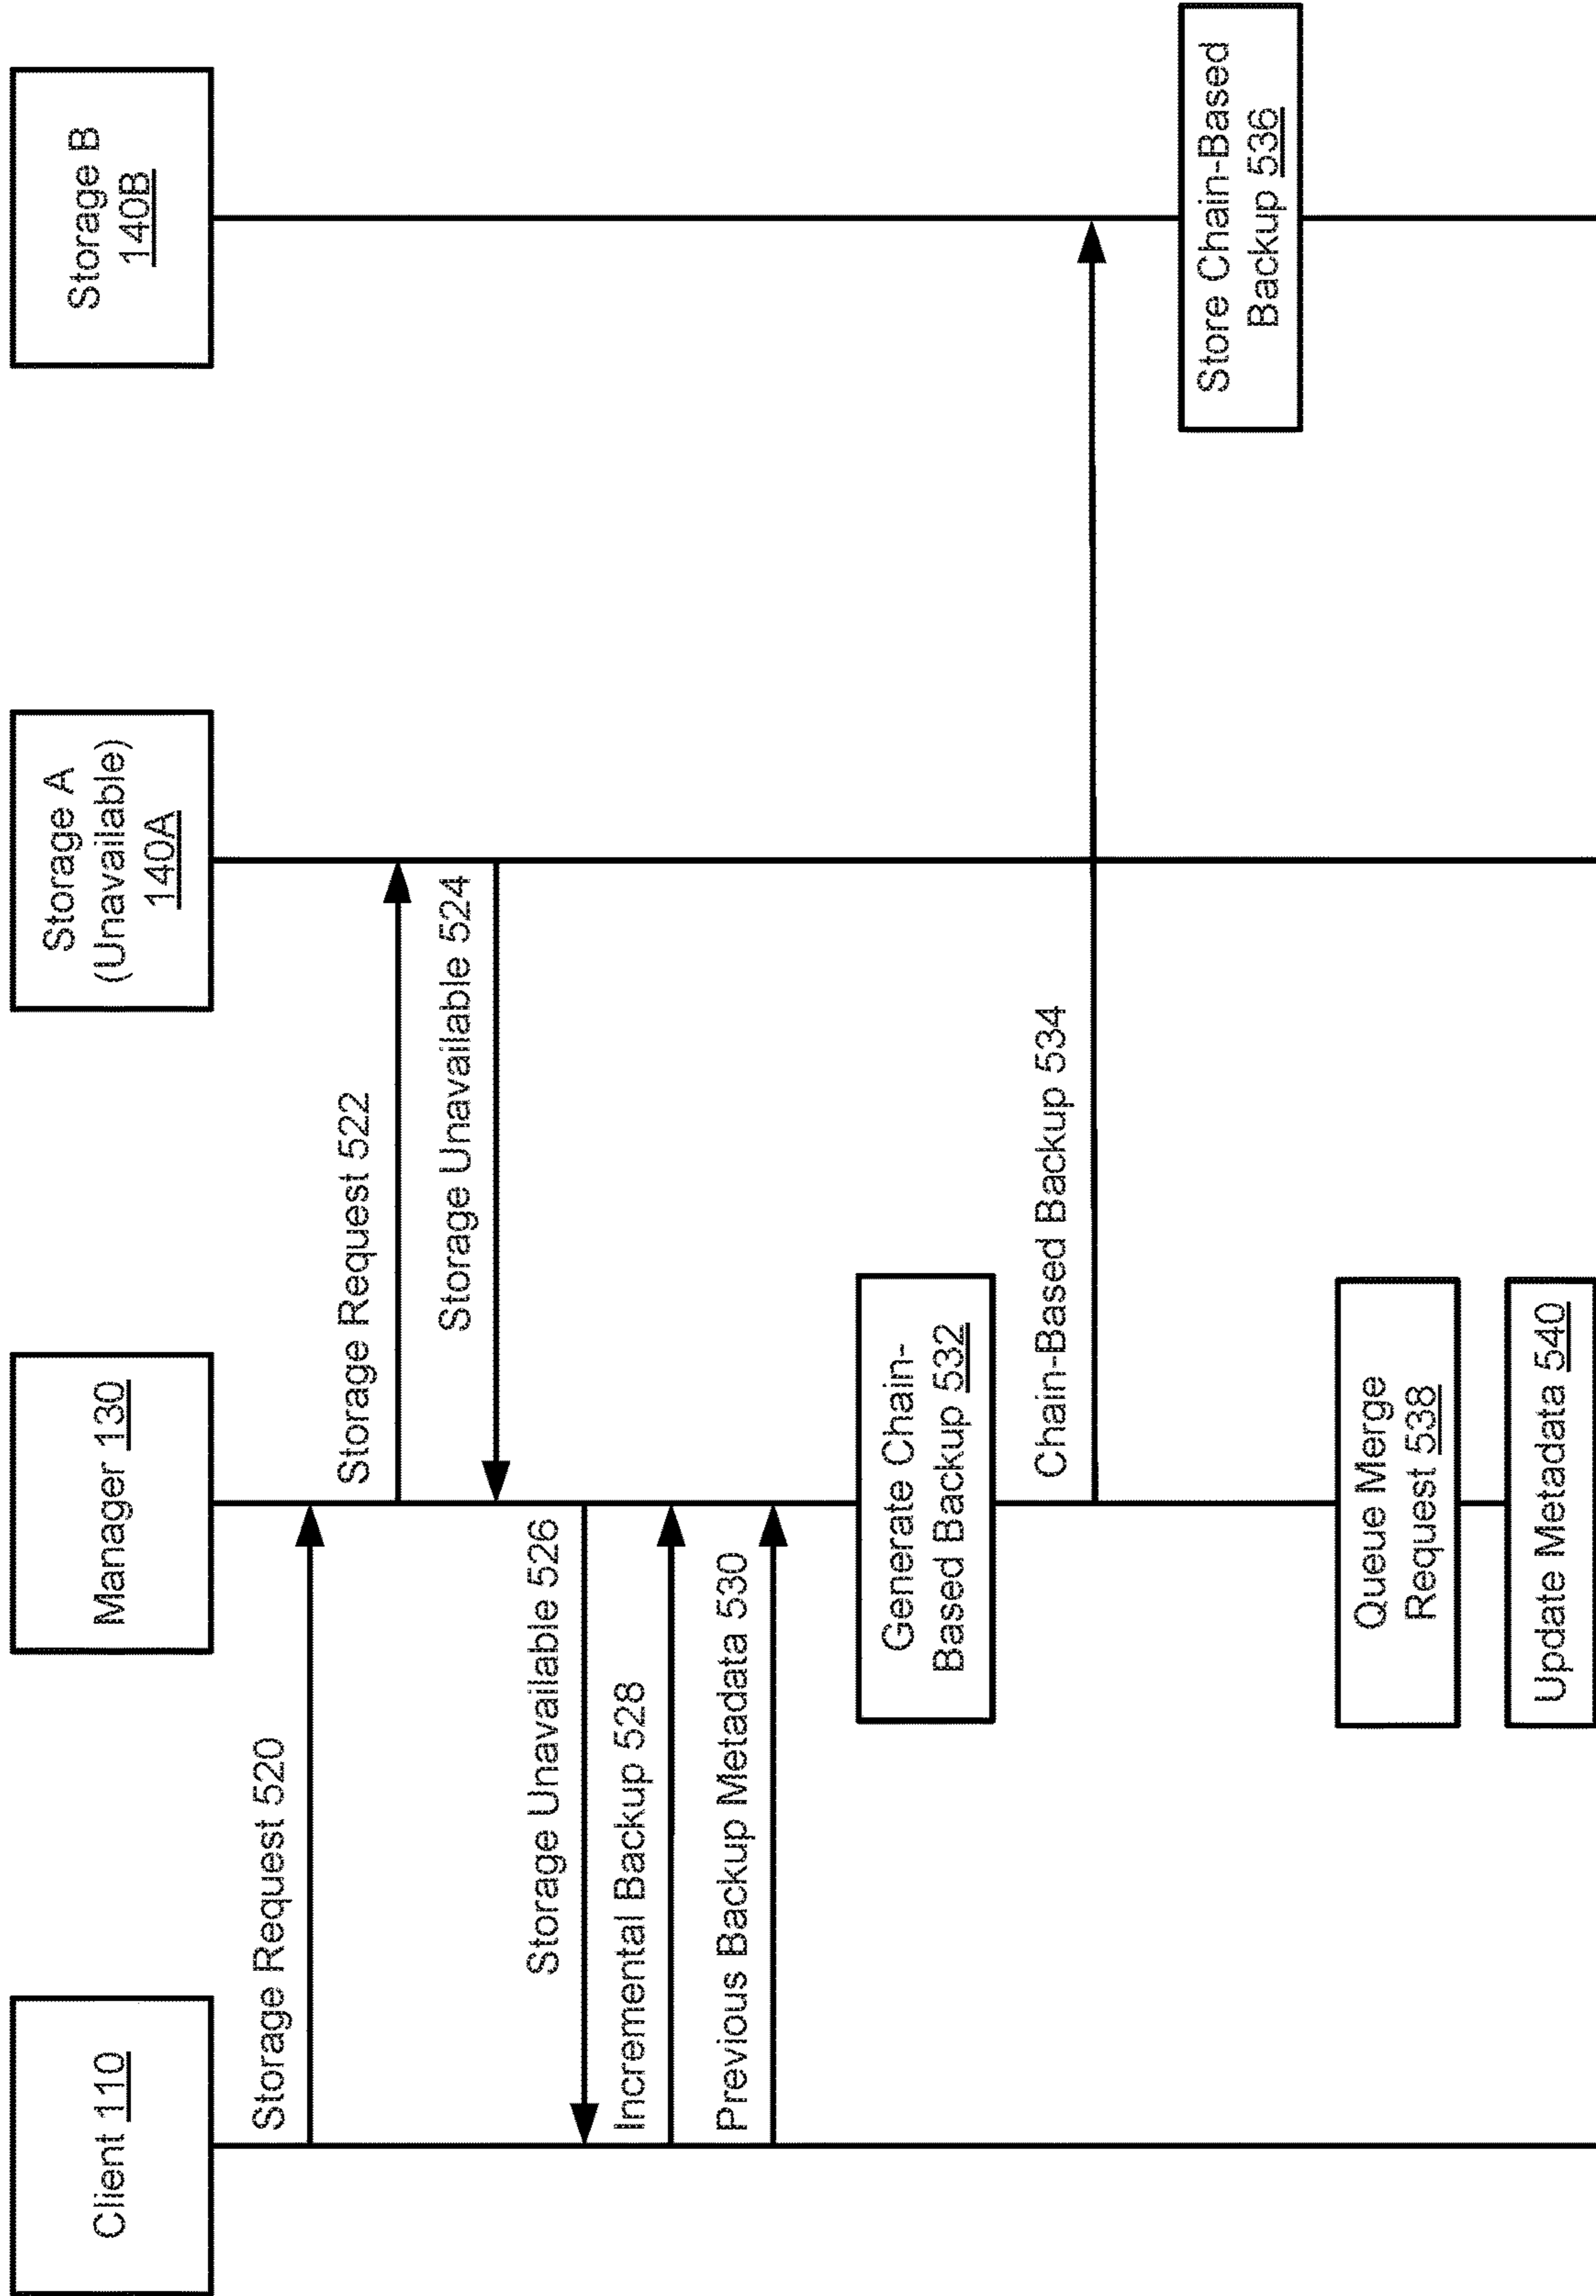 Client 110
Manager 130
Storage A
(Unavailable)
140A
Storage B
140B
Storage Request 520
Storage Request 522
Storage Unavailable 524
Storage Unavailable 526
Incremental Backup 528
Previous Backup Metadata 530
Generate Chain-
Based Backup 532
Chain-Based Backup 534
Store Chain-Based
Backup 536
Queue Merge
Request 538
Update Metadata 540